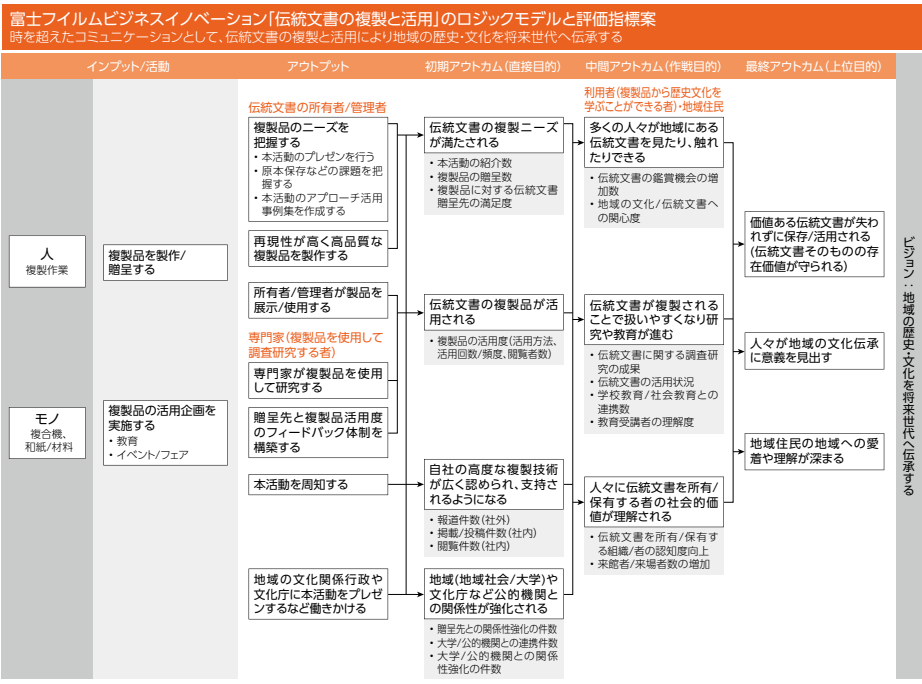 富士フイルムビジネスイノベーション「伝統文書の複製と活用」のロジックモデルと評価指標案
時を超えたコミュニケーションとして、伝統文書の複製と活用により地域の歴史・文化を将来世代へ伝承する
インプット/活動
アウトプット
初期アウトカム（直接目的）
中間アウトカム（作戦目的）
最終アウトカム（上位目的）
人
複製作業
モノ
複合機、
和紙/材料
複製品を製作/
贈呈する
複製品の活用企画を
実施する
・教育
・イベント/フェア
伝統文書の所有者/管理者
複製品のニーズを
把握する
・本活動のプレゼンを行う
・原本保存などの課題を把
握する
・本活動のアプローチ活用
事例集を作成する
再現性が高く高品質な
複製品を製作する
所有者/管理者が製品を
展示/使用する
専門家（複製品を使用して
調査研究する者）
専門家が複製品を使用
して研究する
贈呈先と複製品活用度
のフィードバック体制を
構築する
本活動を周知する
地域の文化関係行政や
文化庁に本活動をプレゼ
ンするなど働きかける
伝統文書の複製ニーズ
が満たされる
・本活動の紹介数
・複製品の贈呈数
・複製品に対する伝統文書
贈呈先の満足度
伝統文書の複製品が活
用される
・複製品の活用度（活用方法、
活用回数/頻度、閲覧者数）
自社の高度な複製技術
が広く認められ、支持さ
れるようになる
・報道件数（社外）
・掲載/投稿件数（社内）
・閲覧件数（社内）
地域（地域社会/大学）や
文化庁など公的機関と
の関係性が強化される
・贈呈先との関係性強化の件数
・大学/公的機関との連携件数
・大学/公的機関との関係
性強化の件数
利用者（複製品から歴史文化を
学ぶことができる者）・地域住民
多くの人々が地域にある
伝統文書を見たり、触れ
たりできる
・伝統文書の鑑賞機会の増
加数
・地域の文化/伝統文書へ
の関心度
伝統文書が複製される
ことで扱いやすくなり研
究や教育が進む
・伝統文書に関する調査研
究の成果
・伝統文書の活用状況
・学校教育/社会教育との
連携数
・教育受講者の理解度
人々に伝統文書を所有/
保有する者の社会的価
値が理解される
・伝統文書を所有/保有す
る組織/者の認知度向上
・来館者/来場者数の増加
価値ある伝統文書が失わ
れずに保存/活用される
（伝統文書そのものの存
在価値が守られる）
人々が地域の文化伝承
に意義を見出す
地域住民の地域への愛
着や理解が深まる
ビジョン：地域の歴史・文化を将来世代へ伝承する